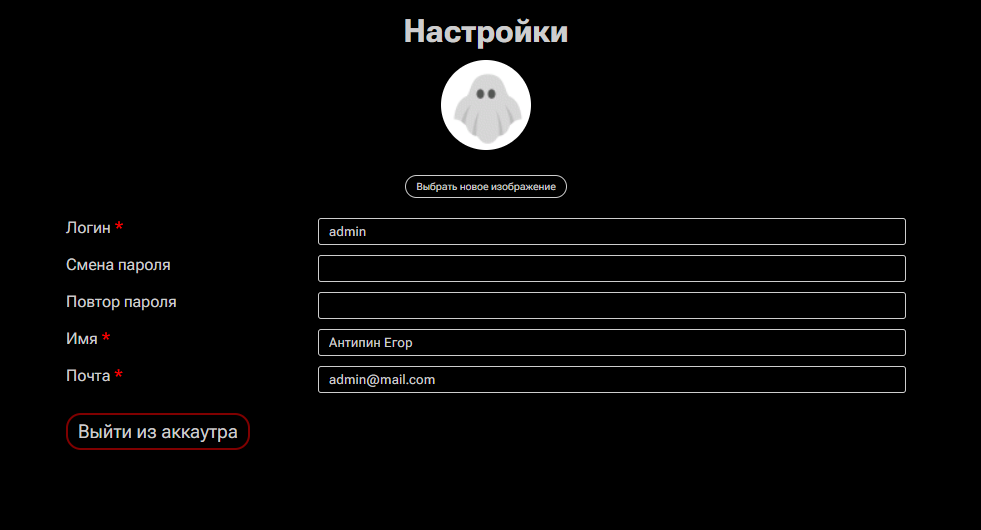 Настройки
Выбрать новое изображение
Логин *
admin
Смена пароля
Повтор пароля
Имя *
Антипин Егор
Почта *
admin@mail.com
Выйти из аккаутра